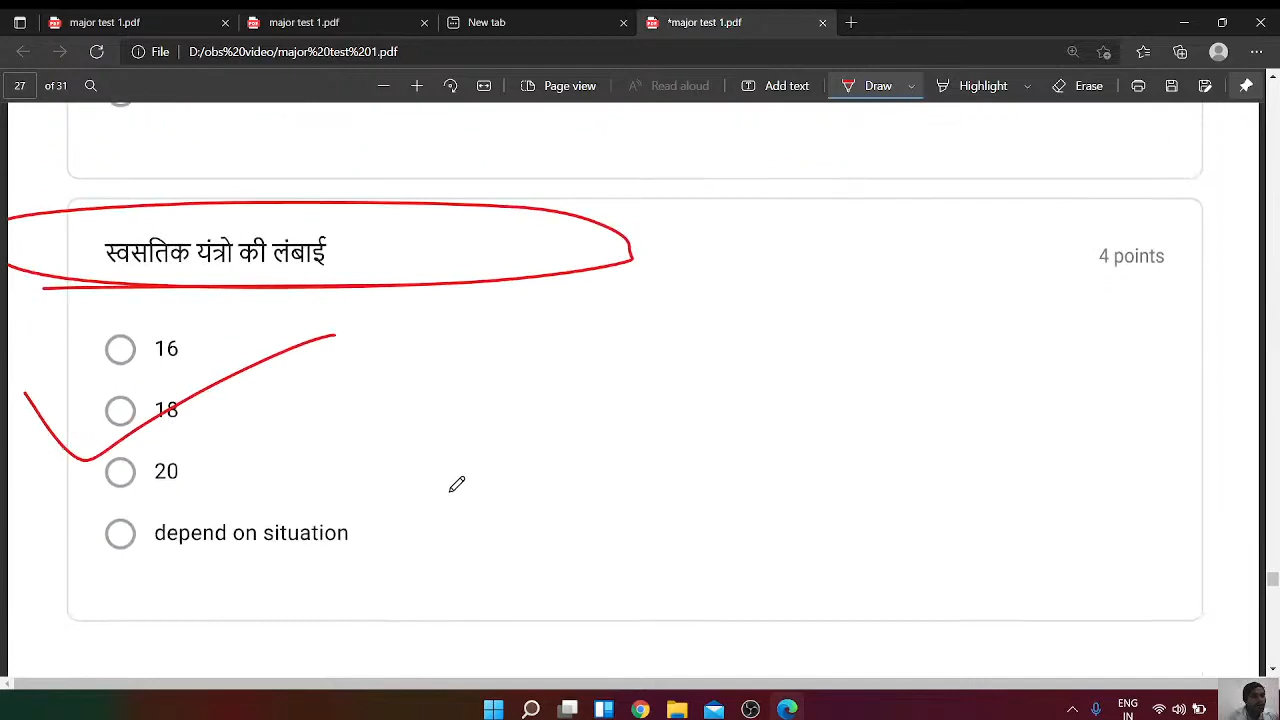 major test 1.pdf
major test 1.pdf
New tab
*major test 1.pdf
File
D:/obs%20video/major%20test%201.pdf
27 of 31
Page view
Read aloud
Add text
Draw
Highlight
Erase
स्वसतिक यंत्रो की लंबाई
4 points
16
18
20
depend on situation
ENG
IN